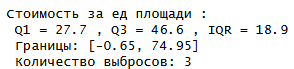 Стоимость за ед площади :
Q1 = 27.7 , Q3 = 46.6 , IQR = 18.9
Границы: [-0.65, 74.95]
Количество выбросов: 3